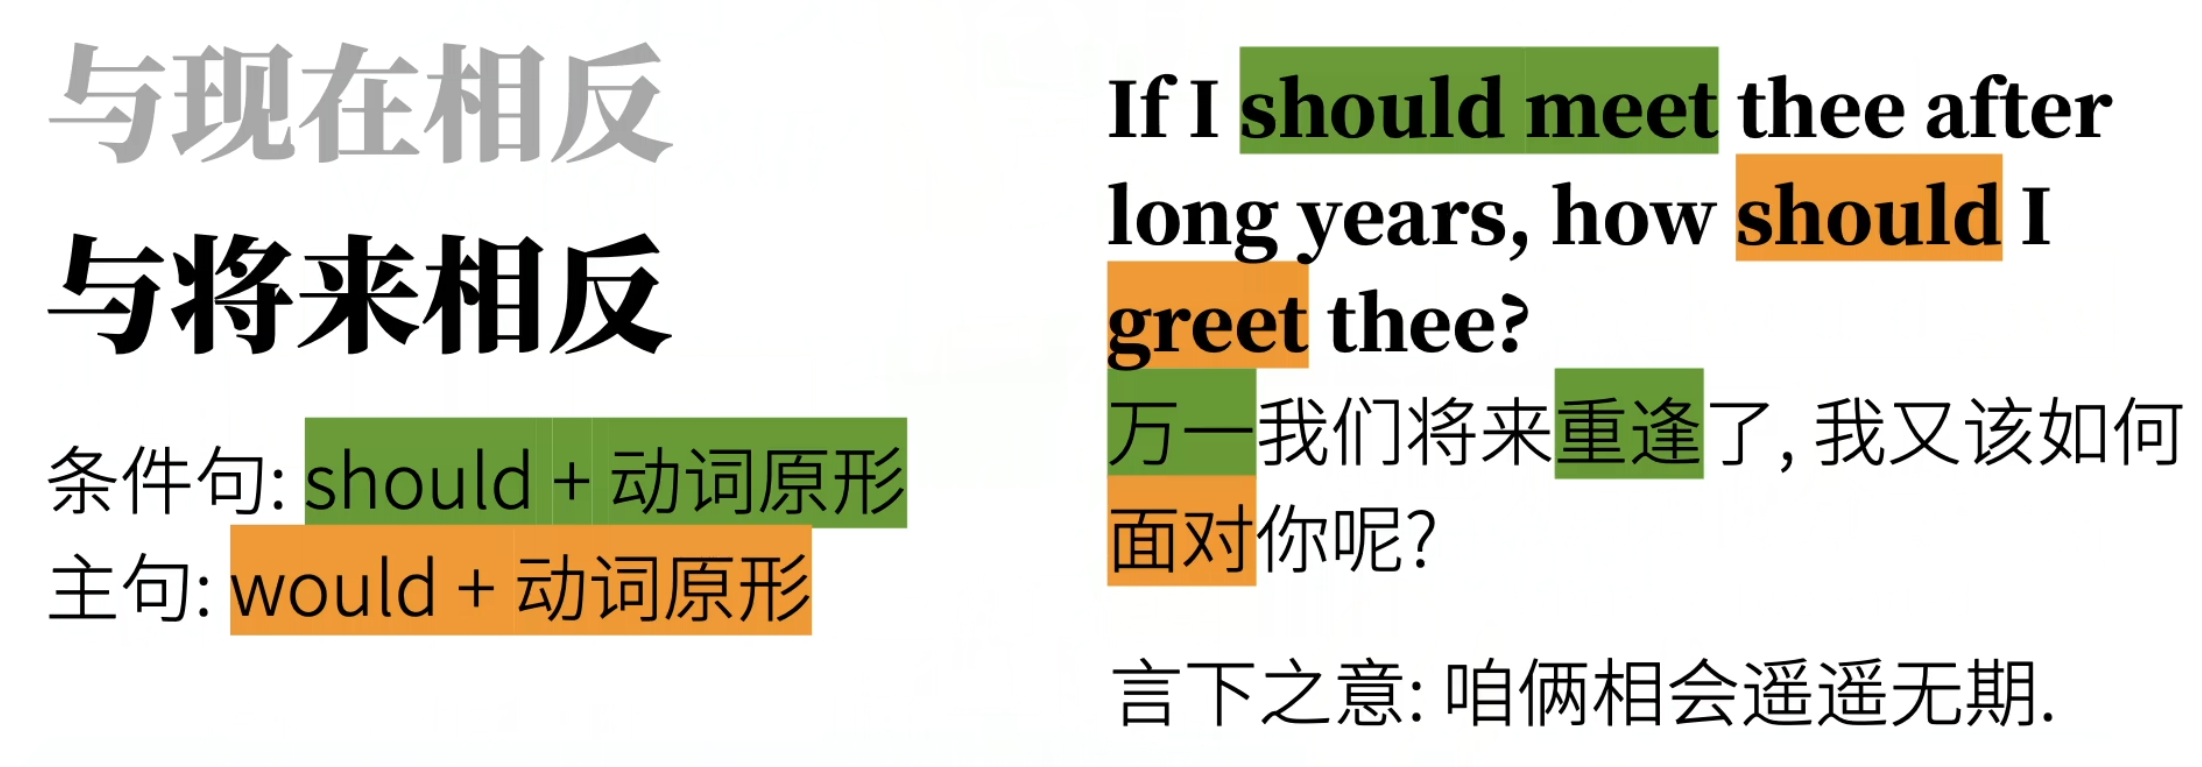 与现在相反
与将来相反
条件句: should + 动词原形
主句: would + 动词原形
If I should meet thee after
long years, how should I
greet thee?
万一我们将来重逢了, 我又该如何
面对你呢?
言下之意: 咱俩相会遥遥无期.